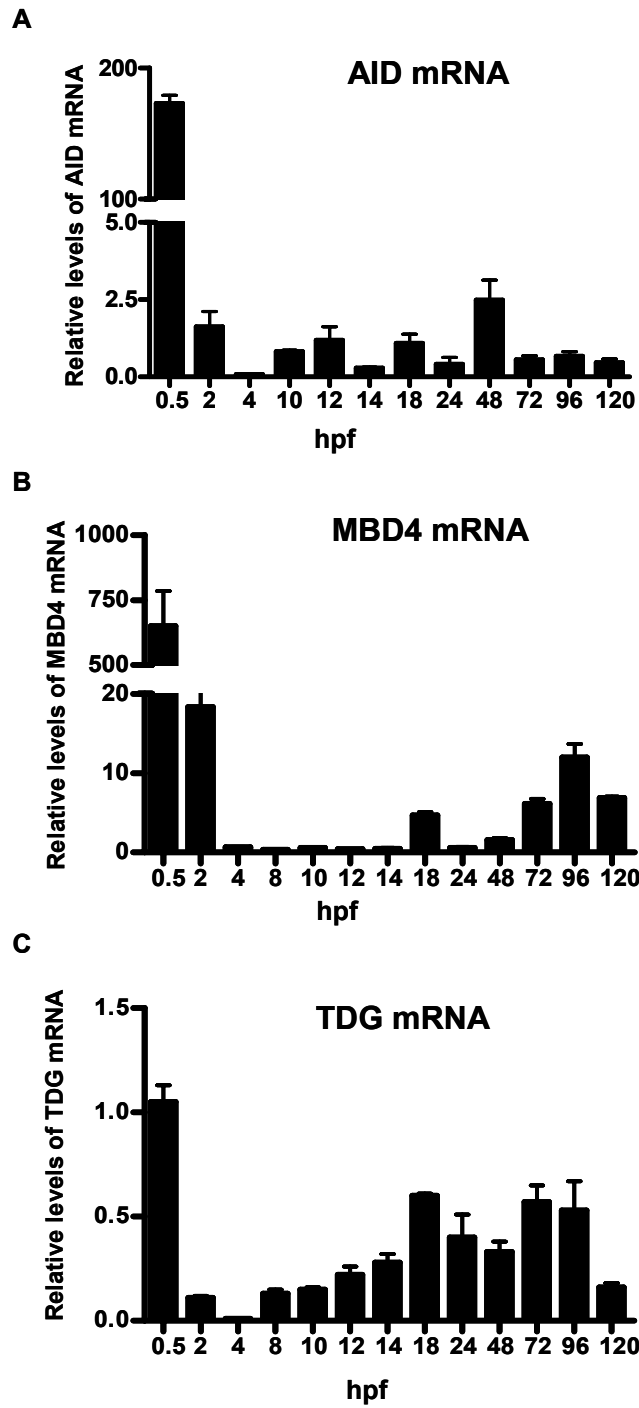 A
AID mRNA
Relative levels of AID mRNA
200
100
5.0
2.5
0.0
0.5 2 4 10 12 14 18 24 48 72 96 120
hpf
B
MBD4 mRNA
Relative levels of MBD4 mRNA
1000
750
500
20
10
0
0.5 2 4 8 10 12 14 18 24 48 72 96 120
hpf
C
TDG mRNA
Relative levels of TDG mRNA
1.5
1.0
0.5
0.0
0.5 2 4 8 10 12 14 18 24 48 72 96 120
hpf